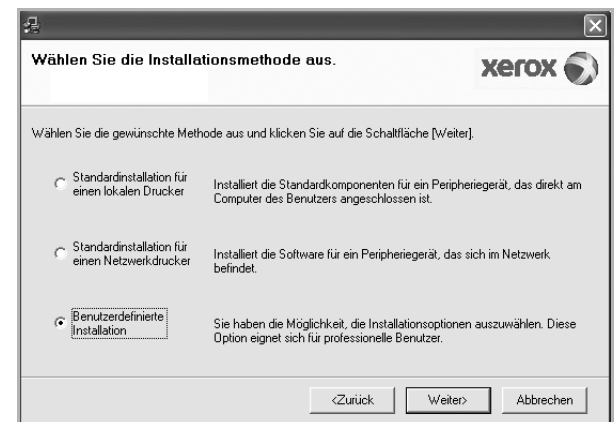 Wählen Sie die Installationsmethode aus.
xerox
Wählen Sie die gewünschte Methode aus und klicken Sie auf die Schaltfläche [Weiter].
Standardinstallation für
einen lokalen Drucker
Installiert die Standardkomponenten für ein Peripheriegerät, das direkt am
Computer des Benutzers angeschlossen ist.
Standardinstallation für
einen Netzwerkdrucker
Installiert die Software für ein Peripheriegerät, das sich im Netzwerk
befindet.
Benutzerdefinierte
Installation
Sie haben die Möglichkeit, die Installationsoptionen auszuwählen. Diese
Option eignet sich für professionelle Benutzer.
<Zurück
Weiter>
Abbrechen